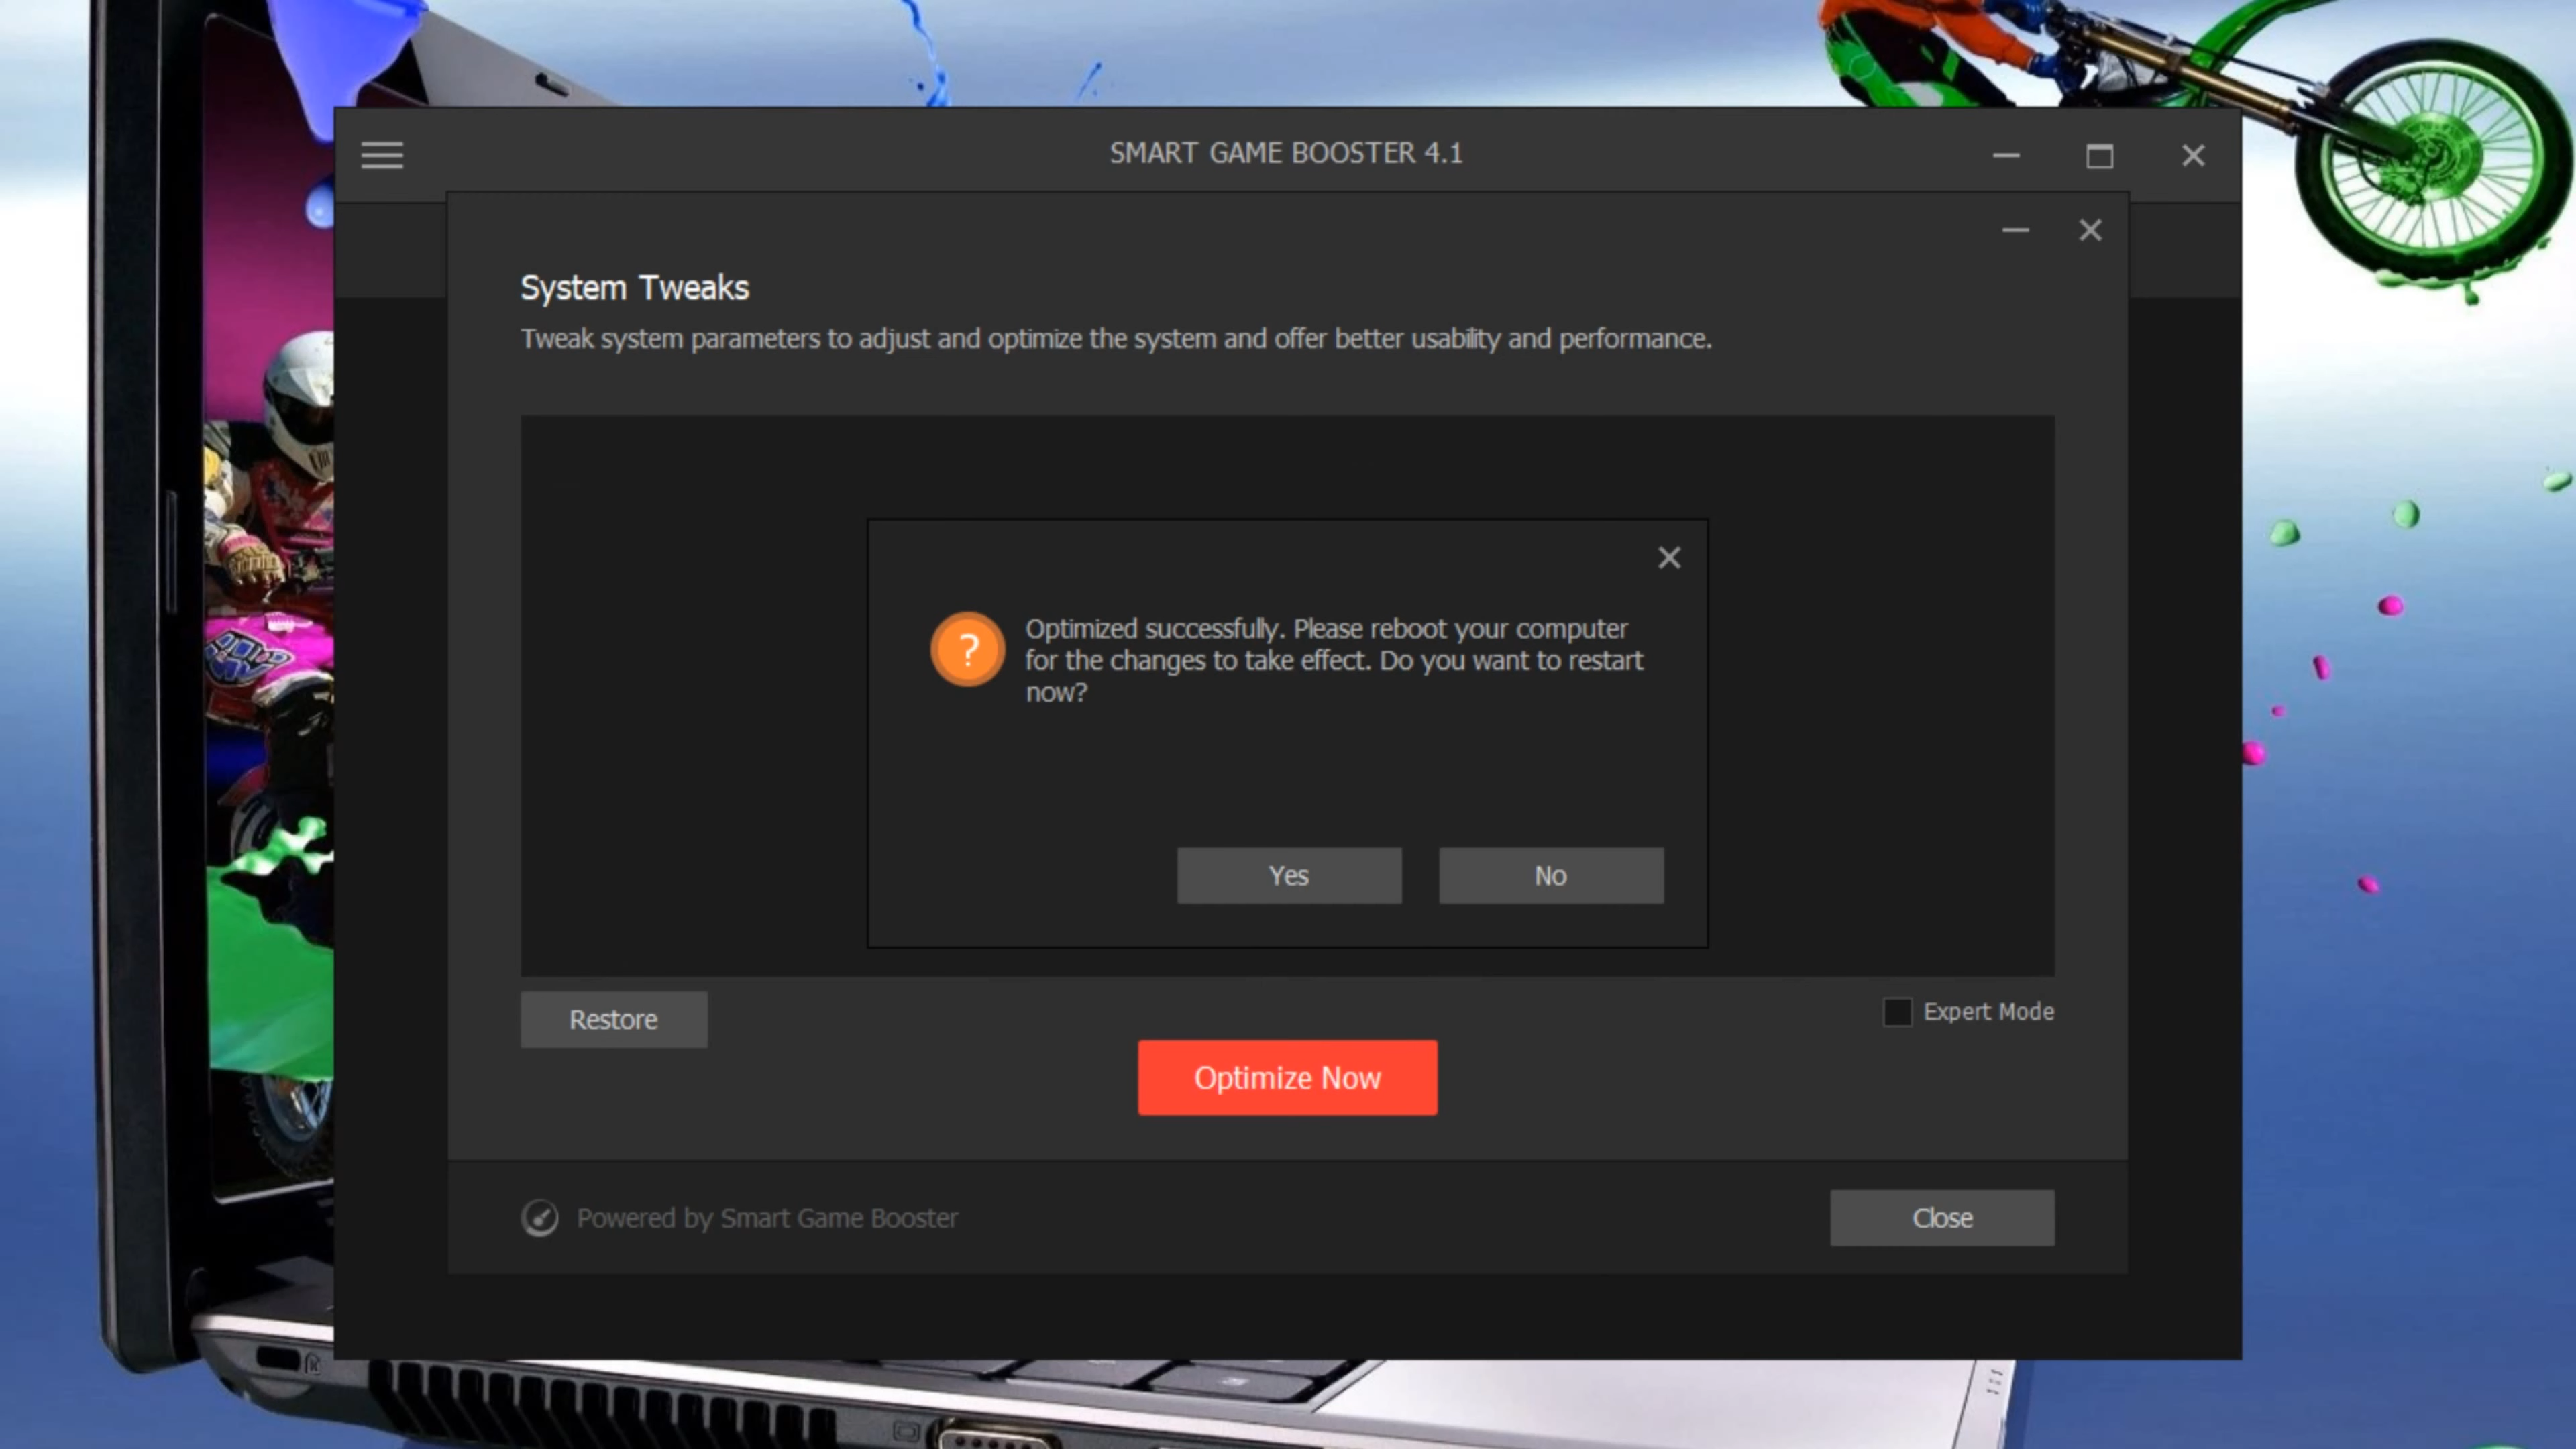 SMART GAME BOOSTER 4.1
System Tweaks
Tweak system parameters to adjust and optimize the system and offer better usability and performance.
?
Optimized successfully. Please reboot your computer
for the changes to take effect. Do you want to restart
now?
Yes
No
Restore
Expert Mode
Optimize Now
Powered by Smart Game Booster
Close